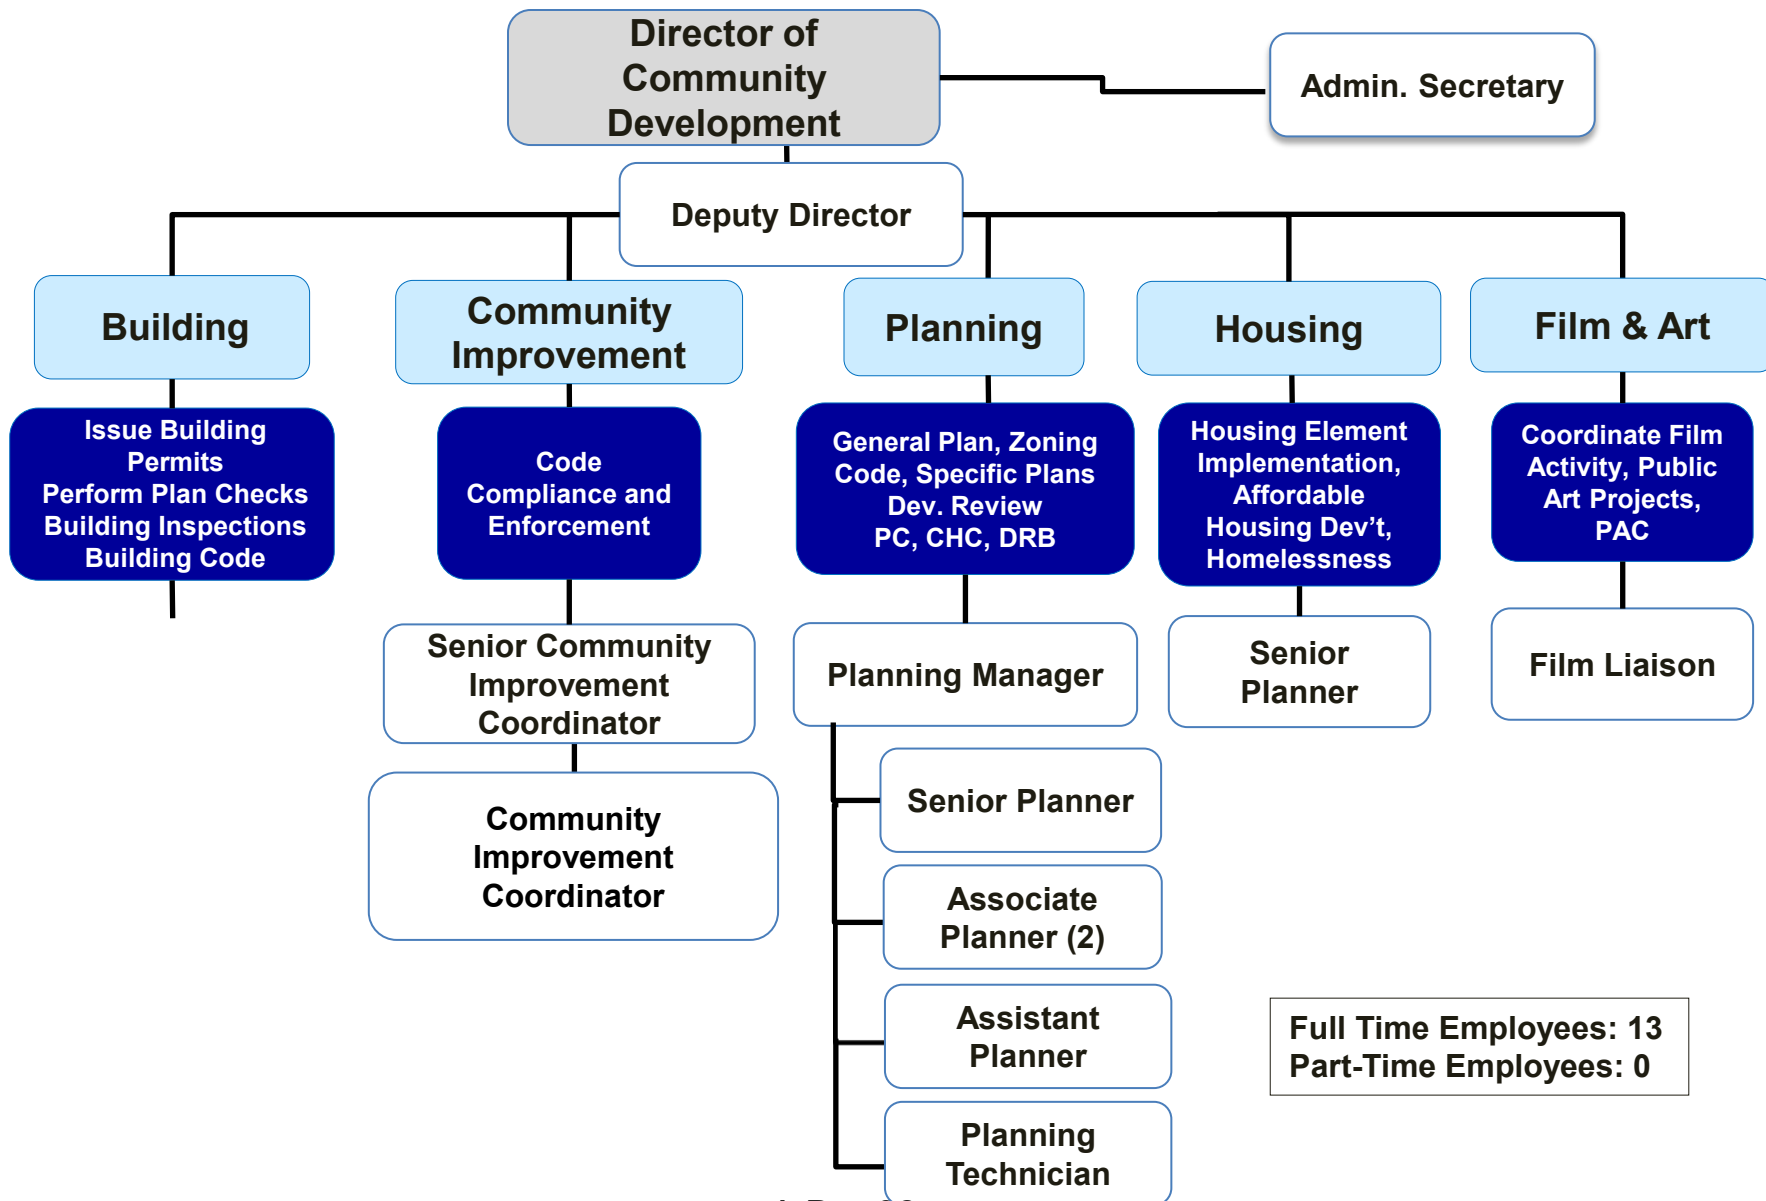 Director of
Community
Development
Admin. Secretary
Deputy Director
Building
Community
Improvement
Planning
Housing
Film & Art
Issue Building
Permits
Perform Plan Checks
Building Inspections
Building Code
Code
Compliance and
Enforcement
General Plan, Zoning
Code, Specific Plans
Dev. Review
PC, CHC, DRB
Housing Element
Implementation,
Affordable
Housing Dev’t,
Homelessness
Coordinate Film
Activity, Public
Art Projects,
PAC
Senior Community
Improvement
Coordinator
Planning Manager
Senior
Planner
Film Liaison
Community
Improvement
Coordinator
Senior Planner
Associate
Planner (2)
Assistant
Planner
Planning
Technician
Full Time Employees: 13
Part-Time Employees: 0